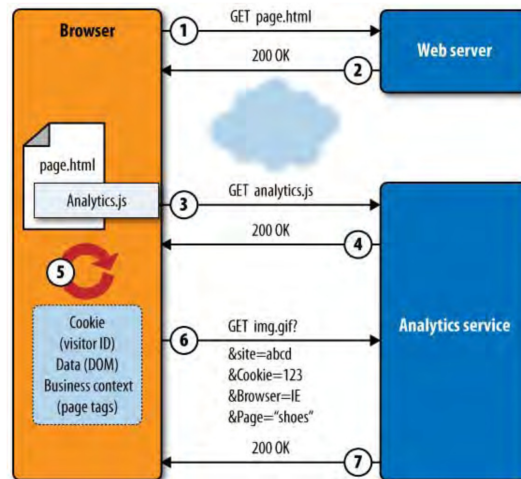 Browser
1
GET page.html
200 OK
2
Web server
page.html
Analytics.js
3
GET analytics.js
200 OK
4
5
Cookie
(visitor ID)
Data (DOM)
Business context
(page tags)
6
GET img.gif?
&site=abcd
&Cookie=123
&Browser=IE
&Page=“shoes”
Analytics service
200 OK
7